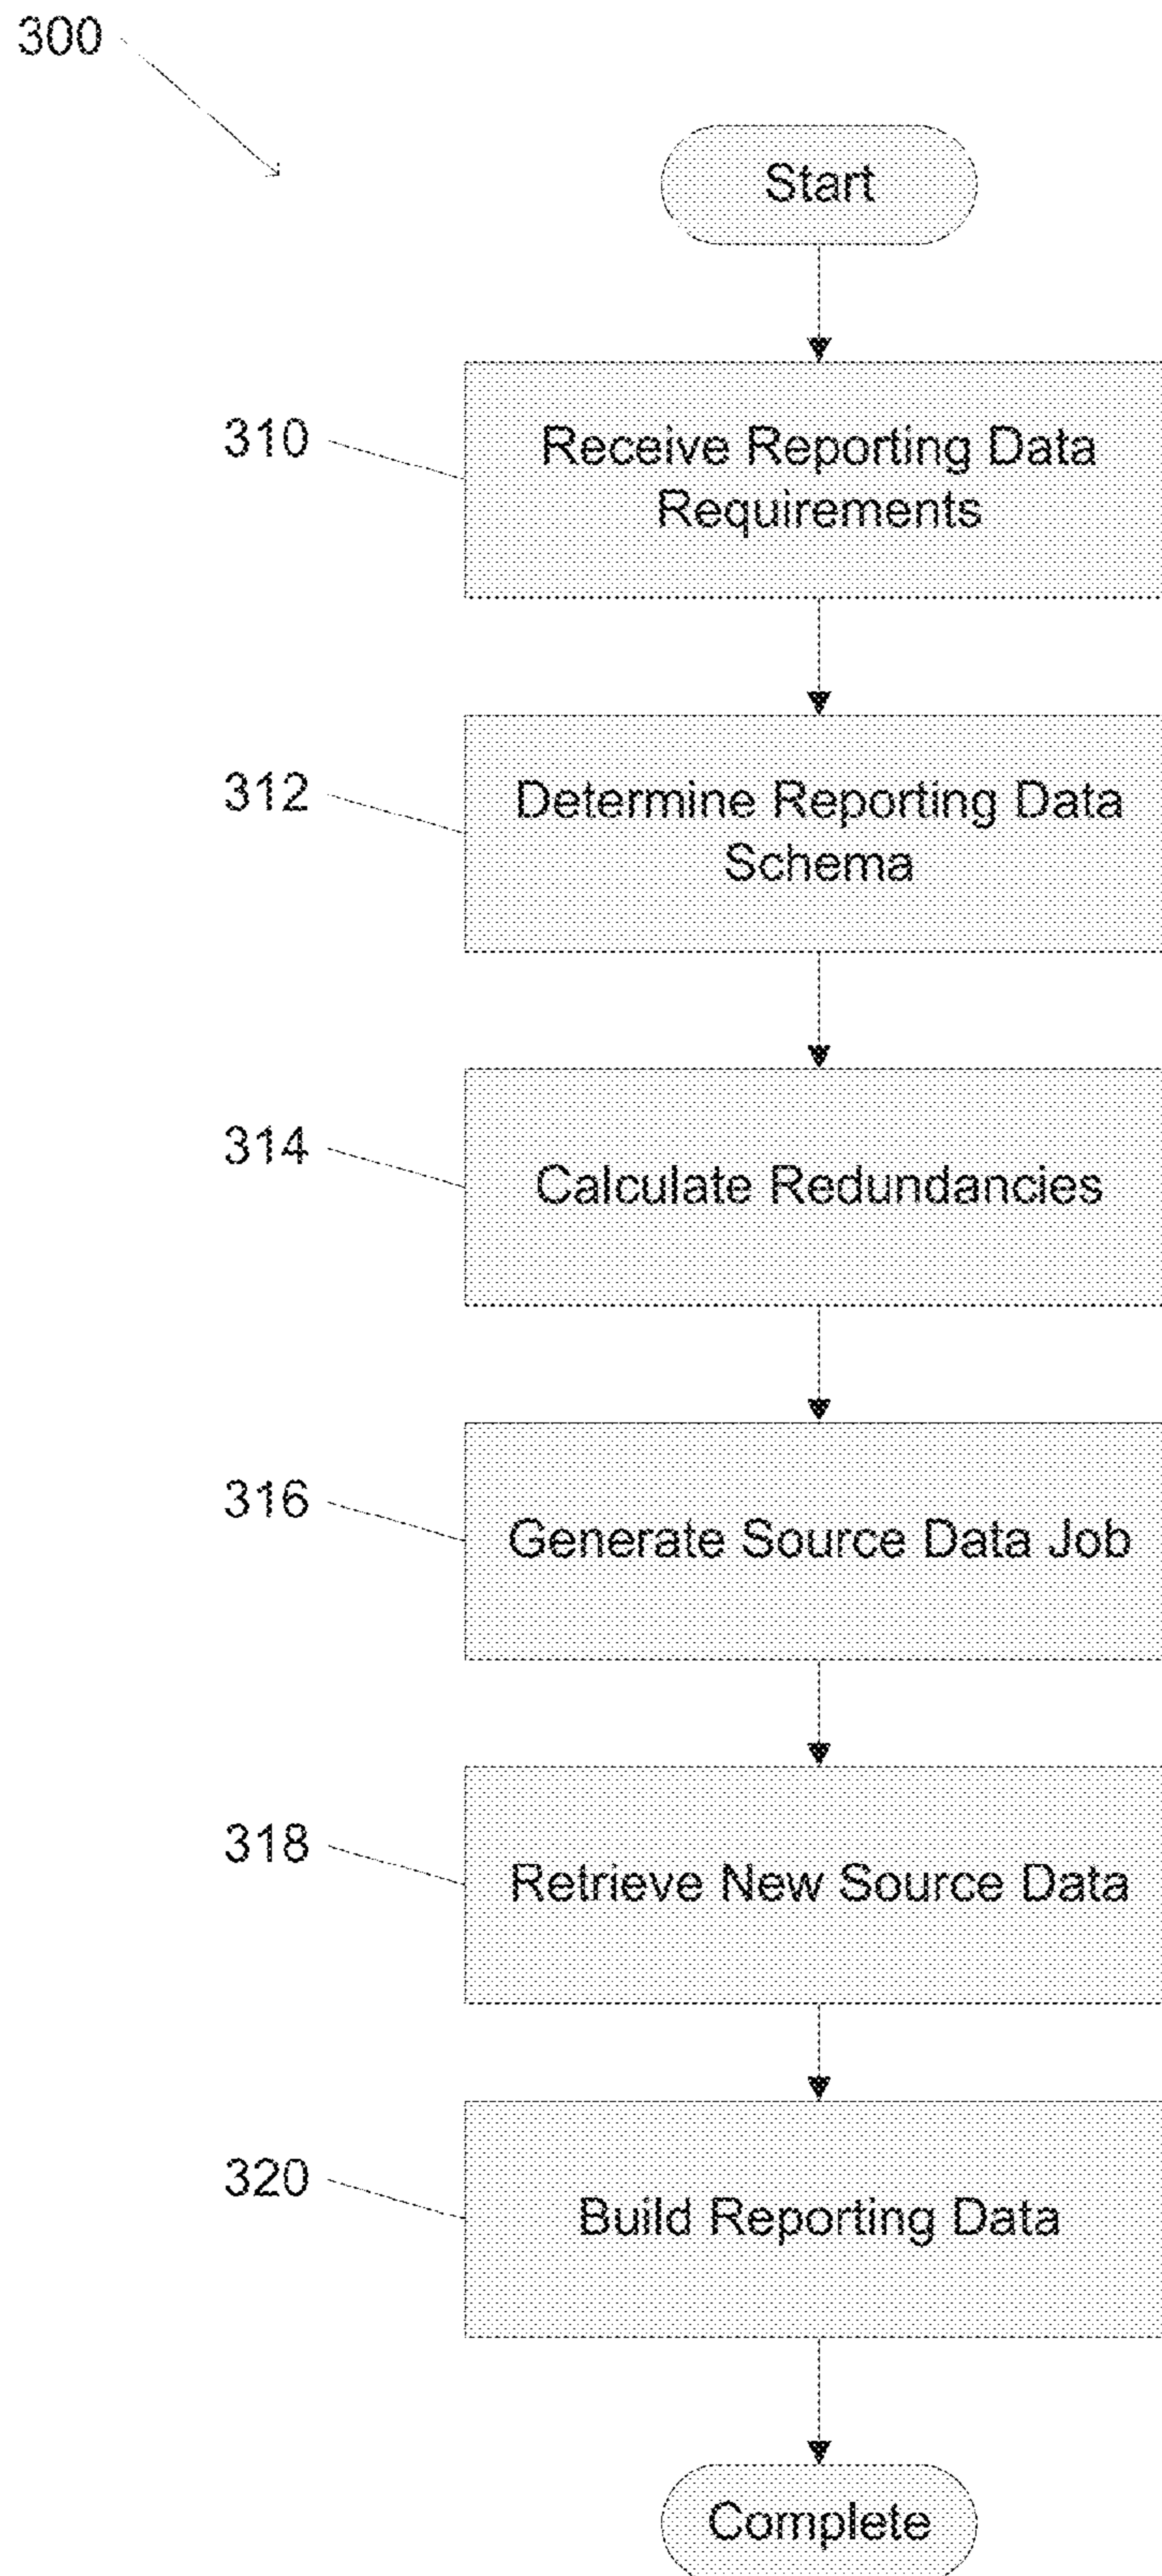 300
Start
310
Receive Reporting Data
Requirements
312
Determine Reporting Data
Schema
314
Calculate Redundancies
316
Generate Source Data Job
318
Retrieve New Source Data
320
Build Reporting Data
Complete